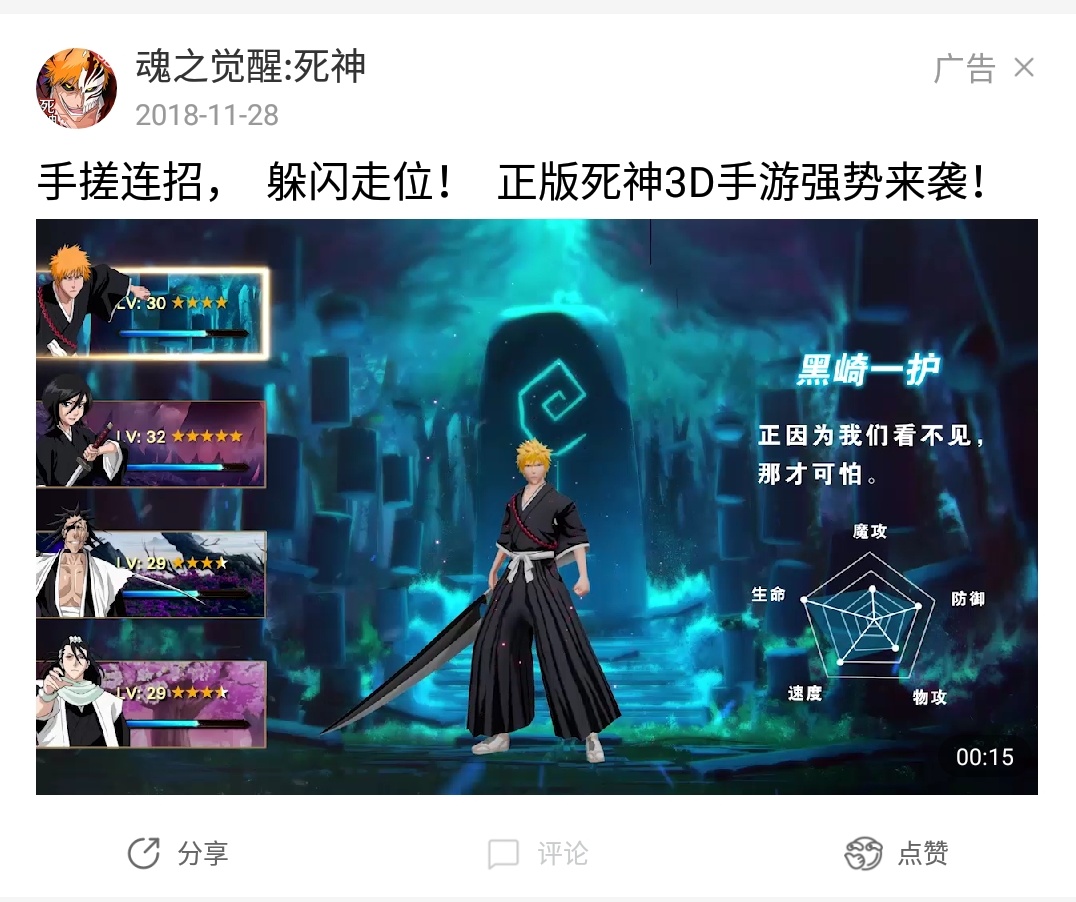 魂之觉醒:死神
广告
2018-11-28
手搓连招， 躲闪走位！ 正版死神3D手游强势来袭！
LV: 30
LV: 32
LV: 29
LV: 29
黑崎一护
正因为我们看不见，
那才可怕。
魔攻
生命
防御
速度
物攻
00:15
分享
评论
点赞